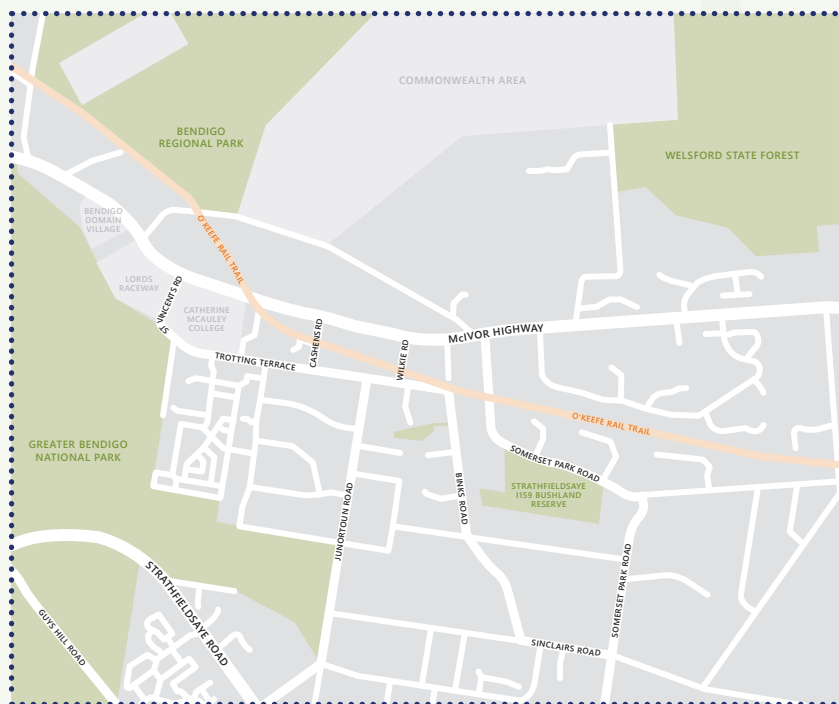 COMMONWEALTH AREA
BENDIGO
REGIONAL PARK
WELSFORD STATE FOREST
BENDIGO
DOMAIN
VILLAGE
O'KEEFE RAIL TRAIL
LORDS
RACEWAY
ST VINCENTS RD
CATHERINE
MCAULEY
COLLEGE
CASHENS RD
WILKIE RD
McIVOR HIGHWAY
TROTTING TERRACE
O'KEEFE RAIL TRAIL
GREATER BENDIGO
NATIONAL PARK
SOMERSET PARK ROAD
STRATHFIELDSAYE
I159 BUSHLAND
RESERVE
BINKS ROAD
JUNORTOUN ROAD
STRATHFIELDSAYE ROAD
GUYS HILL ROAD
SOMERSET PARK ROAD
SINCLAIRS ROAD